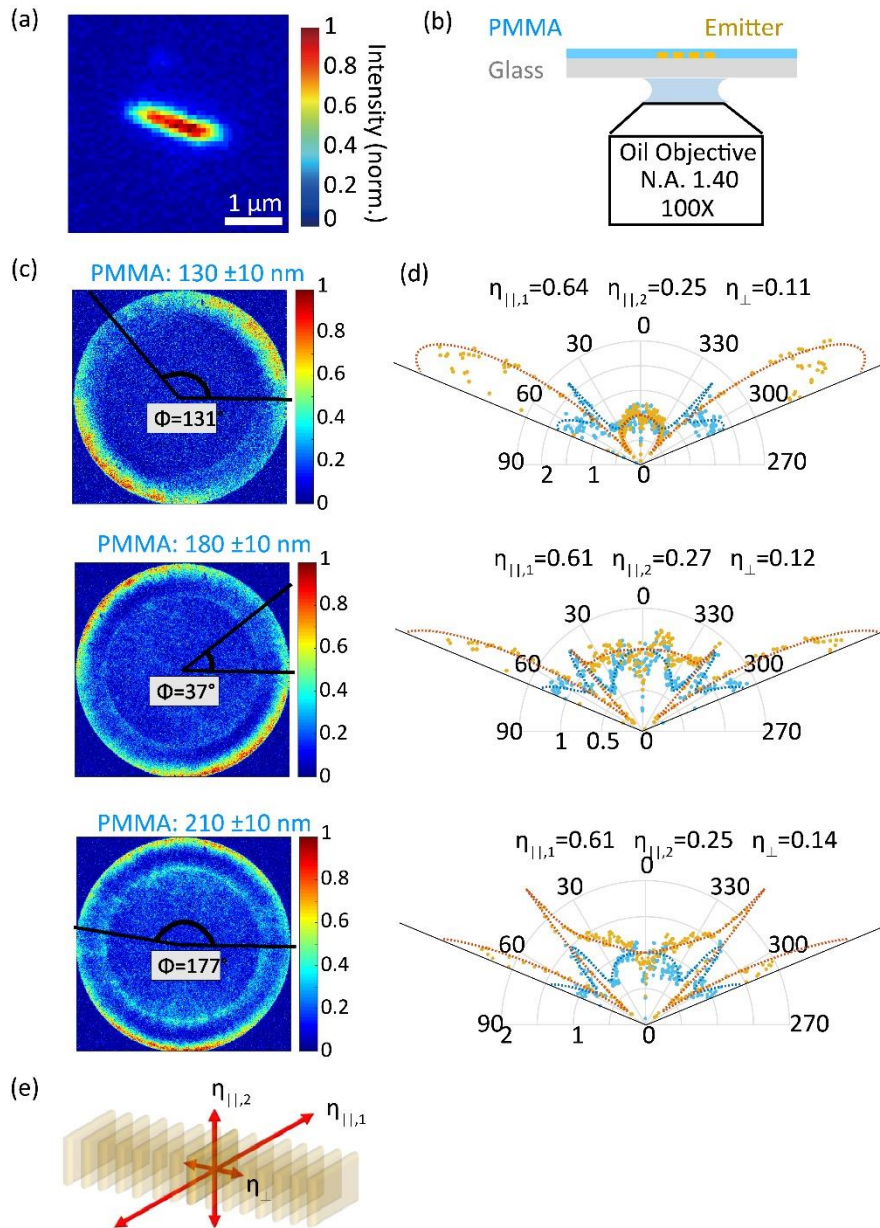 (a)
1
0.8
0.6
0.4
0.2
0
Intensity (norm.)
1 μm
(b)
PMMA
Emitter
Glass
Oil Objective
N.A. 1.40
100X
(c)
PMMA: 130 ±10 nm
Φ=131°
1
0.8
0.6
0.4
0.2
0
PMMA: 180 ±10 nm
Φ=37°
1
0.8
0.6
0.4
0.2
0
PMMA: 210 ±10 nm
Φ=177°
1
0.8
0.6
0.4
0.2
0
(d)
η||,1=0.64 η||,2=0.25 η⊥=0.11
0
30 330
60 300
90 2 1 0 270
η||,1=0.61 η||,2=0.27 η⊥=0.12
0
30 330
60 300
90 1 0.5 0 270
η||,1=0.61 η||,2=0.25 η⊥=0.14
0
30 330
60 300
90 2 1 0 270
(e)
η||,2
η||,1
η⊥